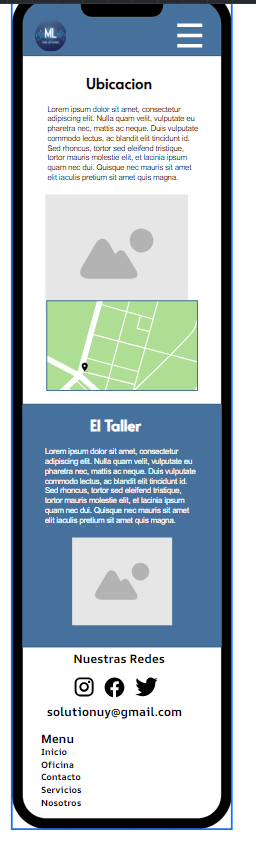 ML
Ubicacion
Lorem ipsum dolor sit amet, consectetur
adipiscing elit. Nulla quam velit, vulputate eu
pharetra nec, mattis ac neque. Duis vulputate
commodo lectus, ac blandit elit tincidunt id.
Sed rhoncus, tortor sed eleifend tristique,
tortor mauris molestie elit, et lacinia ipsum
quam nec dui. Quisque nec mauris sit amet
elit iaculis pretium sit amet quis magna.
El Taller
Lorem ipsum dolor sit amet, consectetur
adipiscing elit. Nulla quam velit, vulputate eu
pharetra nec, mattis ac neque. Duis vulputate
commodo lectus, ac blandit elit tincidunt id.
Sed rhoncus, tortor sed eleifend tristique,
tortor mauris molestie elit, et lacinia ipsum
quam nec dui. Quisque nec mauris sit amet
elit iaculis pretium sit amet quis magna.
Nuestras Redes
solutionuy@gmail.com
Menu
Inicio
Oficina
Contacto
Servicios
Nosotros